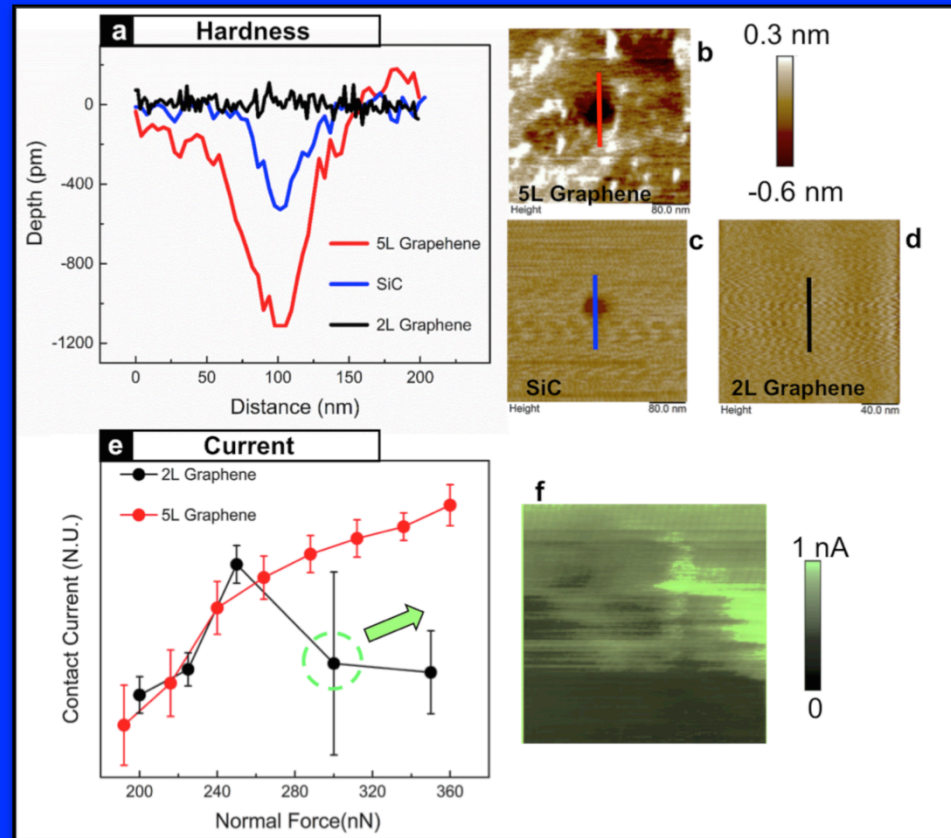 a Hardness
0
-400
-800
-1200
Depth (pm)
5L Grapehene
SiC
2L Graphene
0 50 100 150 200
Distance (nm)
b
5L Graphene
Height 80.0 nm
0.3 nm
-0.6 nm
c
SiC
Height 80.0 nm
d
2L Graphene
Height 40.0 nm
e Current
2L Graphene
5L Graphene
Contact Current (N.U.)
200 240 280 320 360
Normal Force(nN)
f
1 nA
0